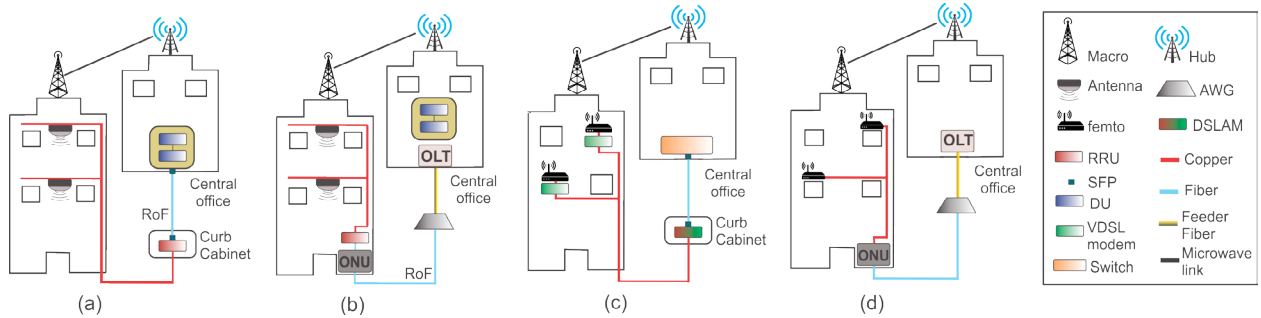 RoF
Central
office
Curb
Cabinet
(a)
OLT
Central
office
ONU
RoF
(b)
Central
office
Curb
Cabinet
(c)
OLT
Central
office
ONU
(d)
Macro
Hub
Antenna
AWG
femto
DSLAM
RRU
Copper
SFP
Fiber
DU
VDSL
modem
Feeder
Fiber
Switch
Microwave
link